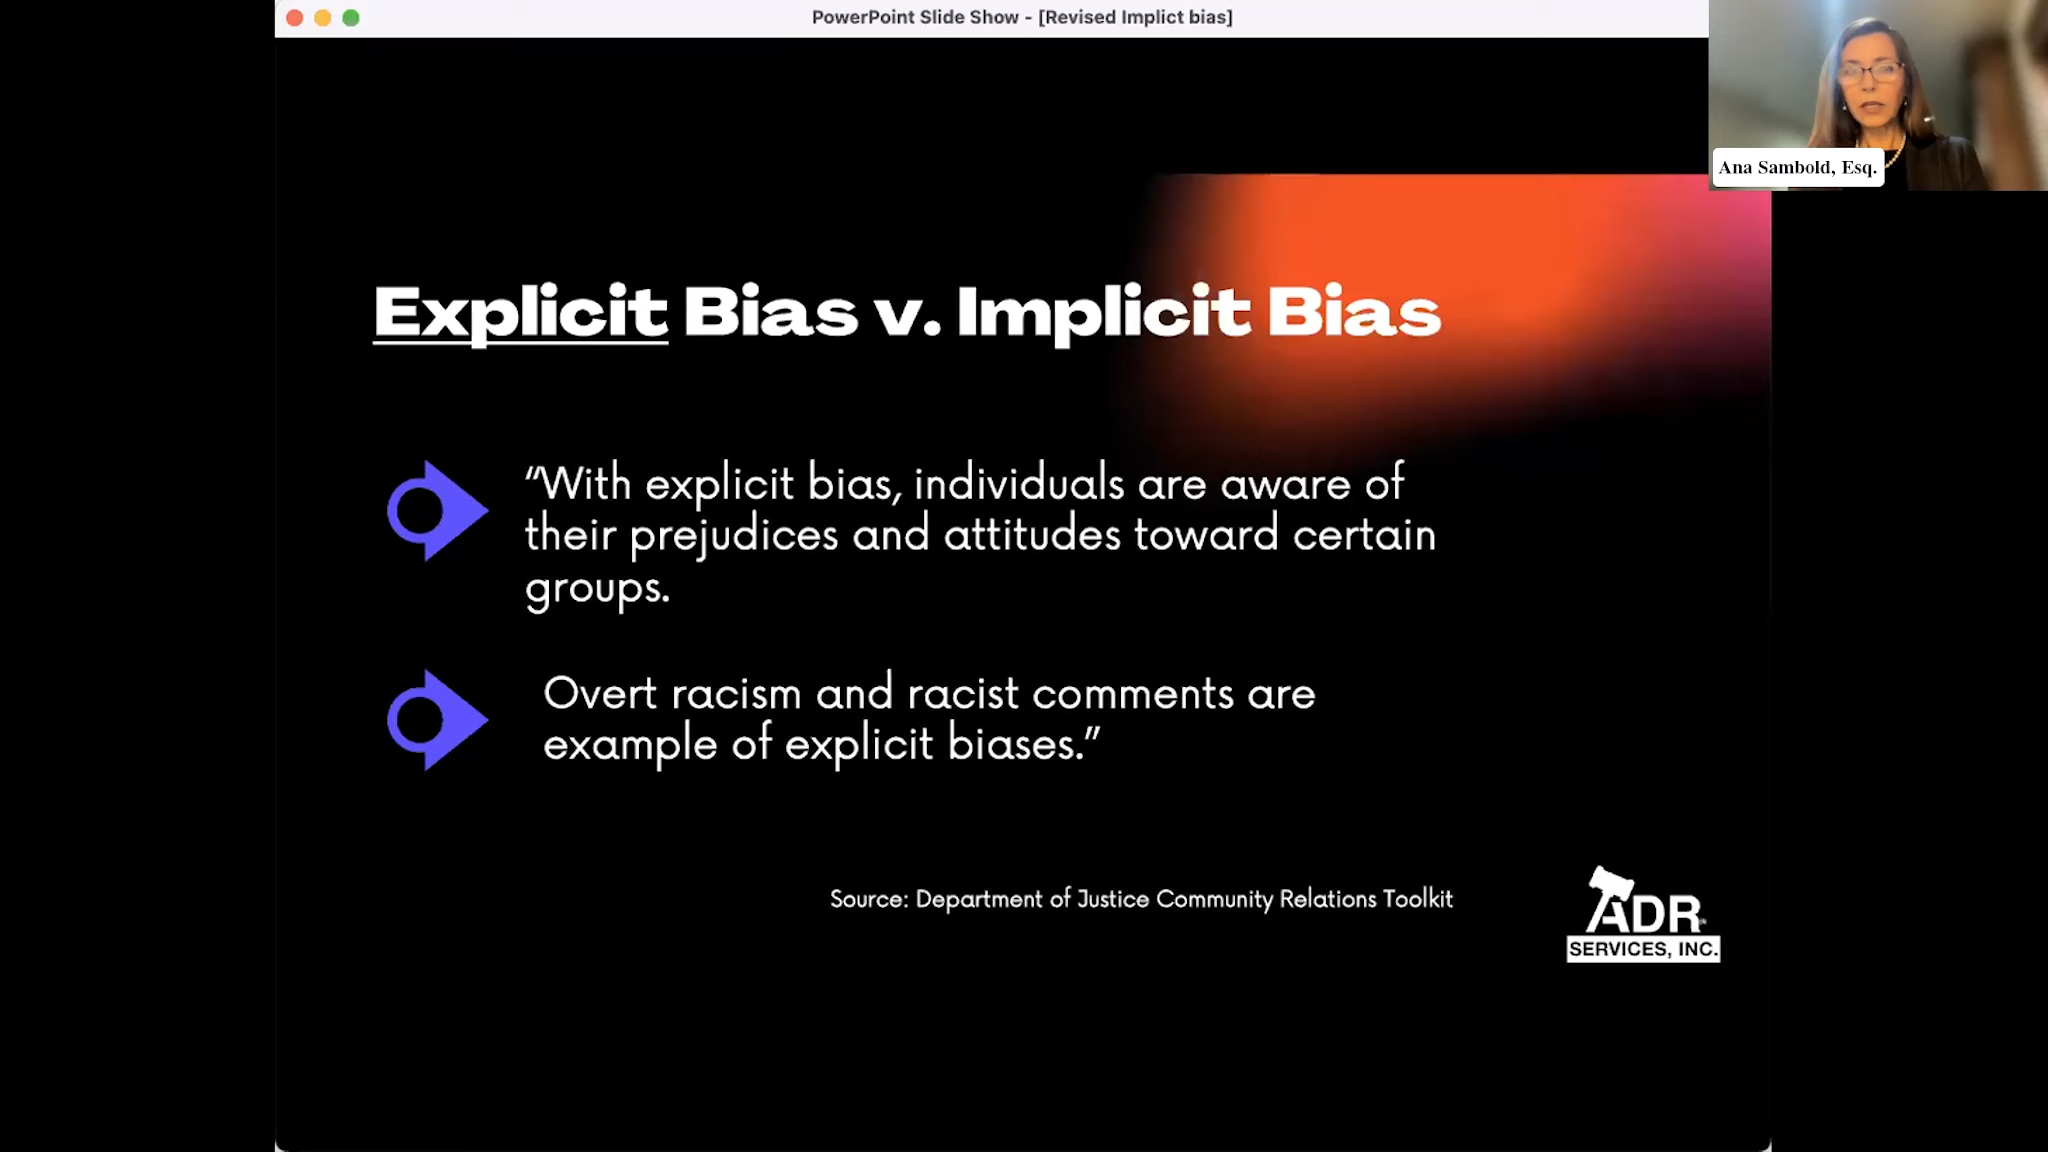 PowerPoint Slide Show - [Revised Implict bias]
Ana Sambold, Esq.
Explicit Bias v. Implicit Bias
“With explicit bias, individuals are aware of
their prejudices and attitudes toward certain
groups.
Overt racism and racist comments are
example of explicit biases.”
Source: Department of Justice Community Relations Toolkit
ADR
SERVICES, INC.